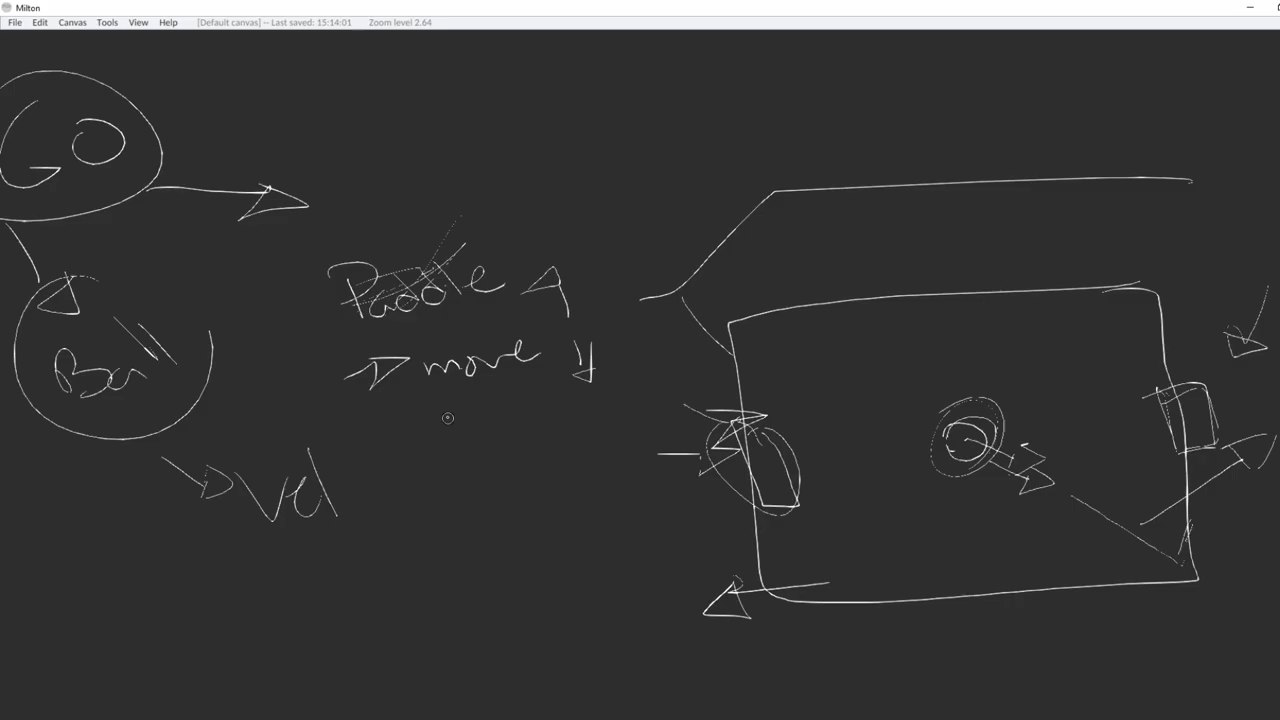 Milton
File Edit Canvas Tools View Help [Default canvas] -- Last saved: 15:14:01 Zoom level 2.64
GO
Paddle
move
Ball
vel